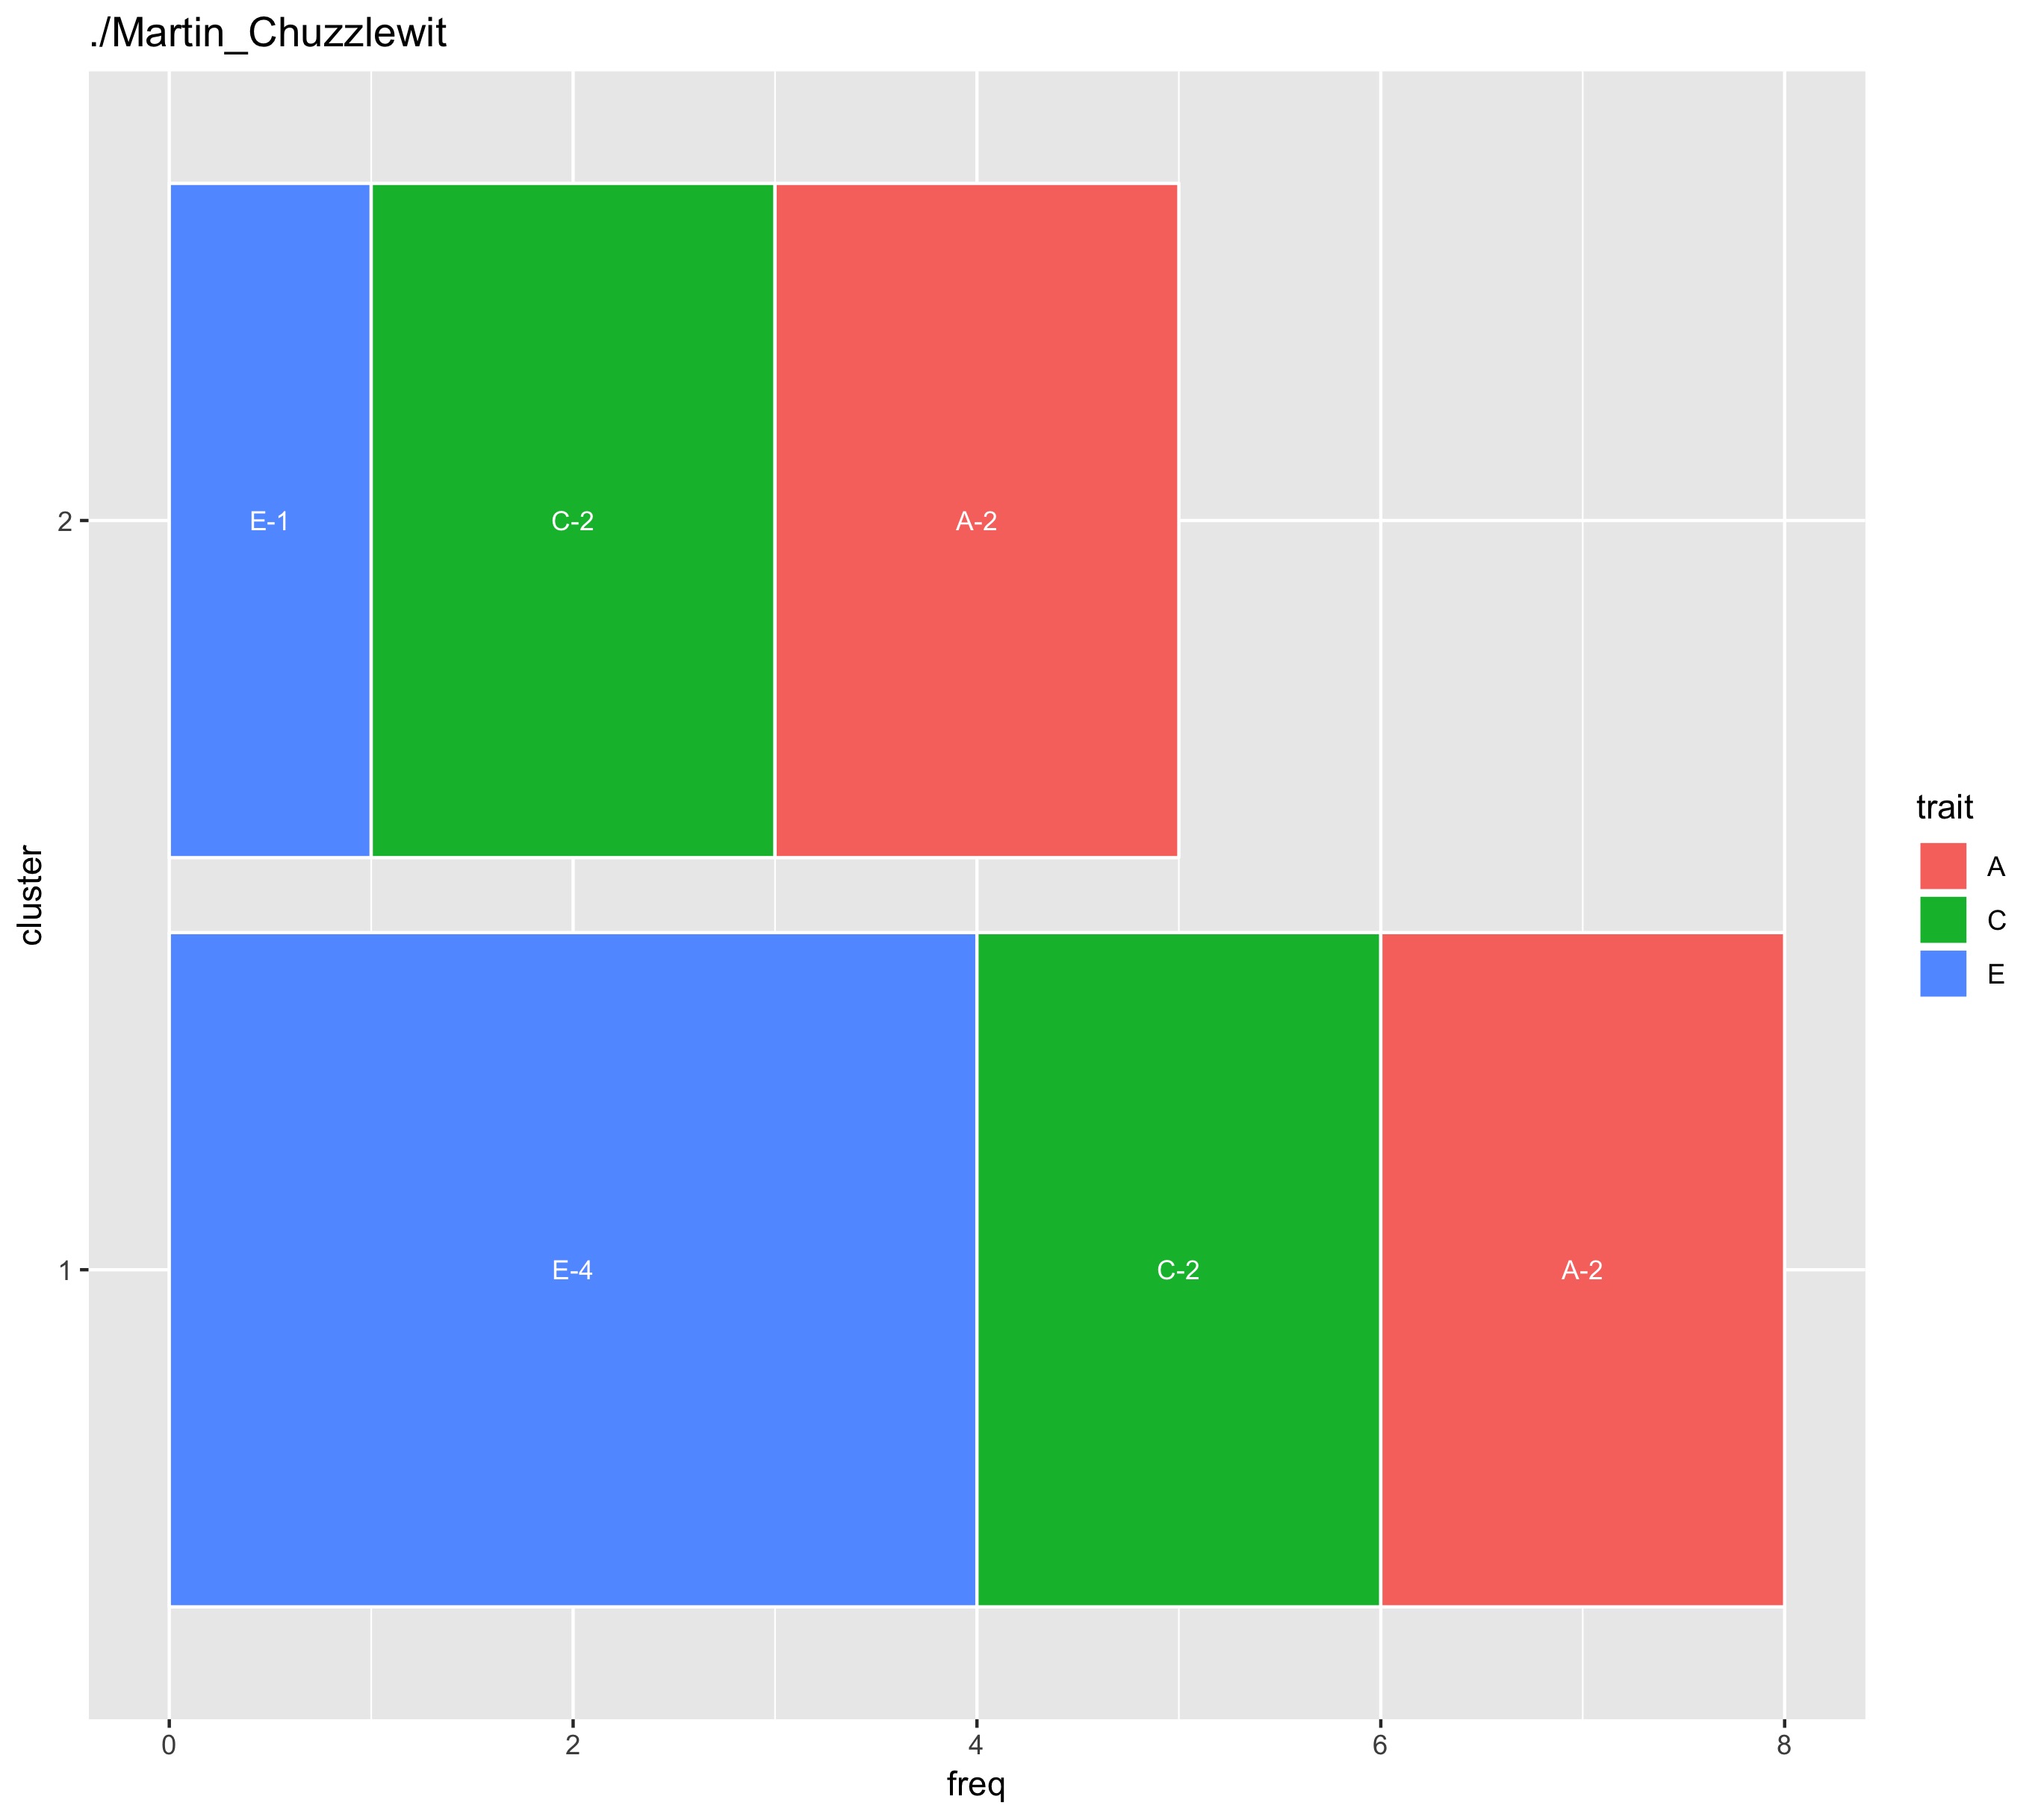 ./Martin_Chuzzlewit
2
E-1 C-2 A-2
cluster
1
E-4 C-2 A-2
0 2 4 6 8
freq
trait
A
C
E